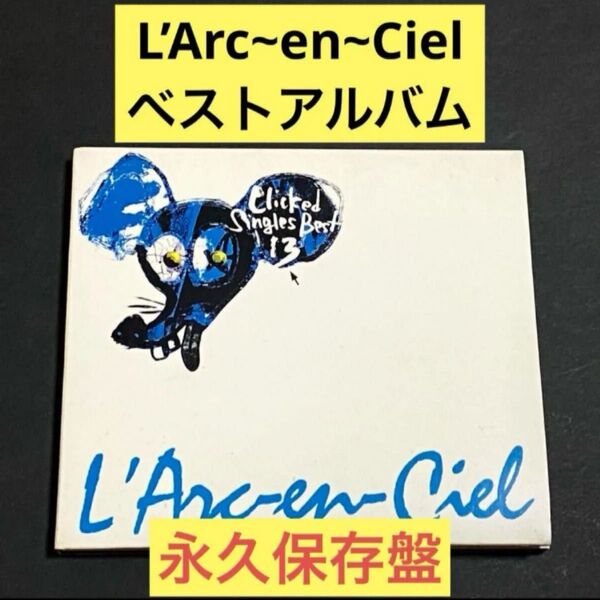 L’Arc~en~Ciel
ベストアルバム
Clicked
Singles Best
13
L'Arc-en-Ciel
永久保存盤